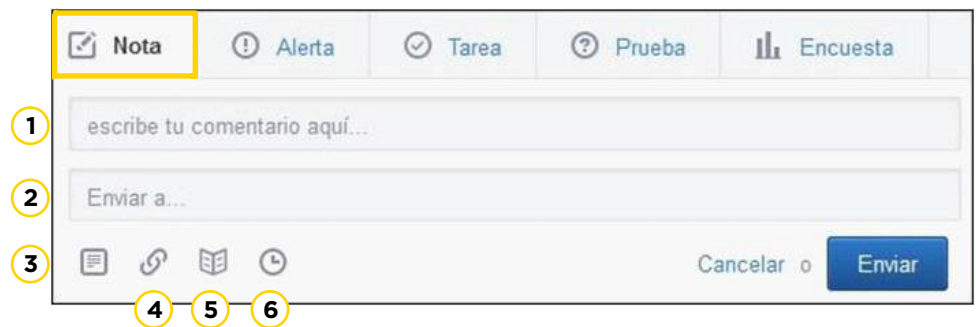 Nota Alerta Tarea Prueba Encuesta
1 escribe tu comentario aquí...
2 Enviar a...
3 Cancelar o Enviar
4 5 6